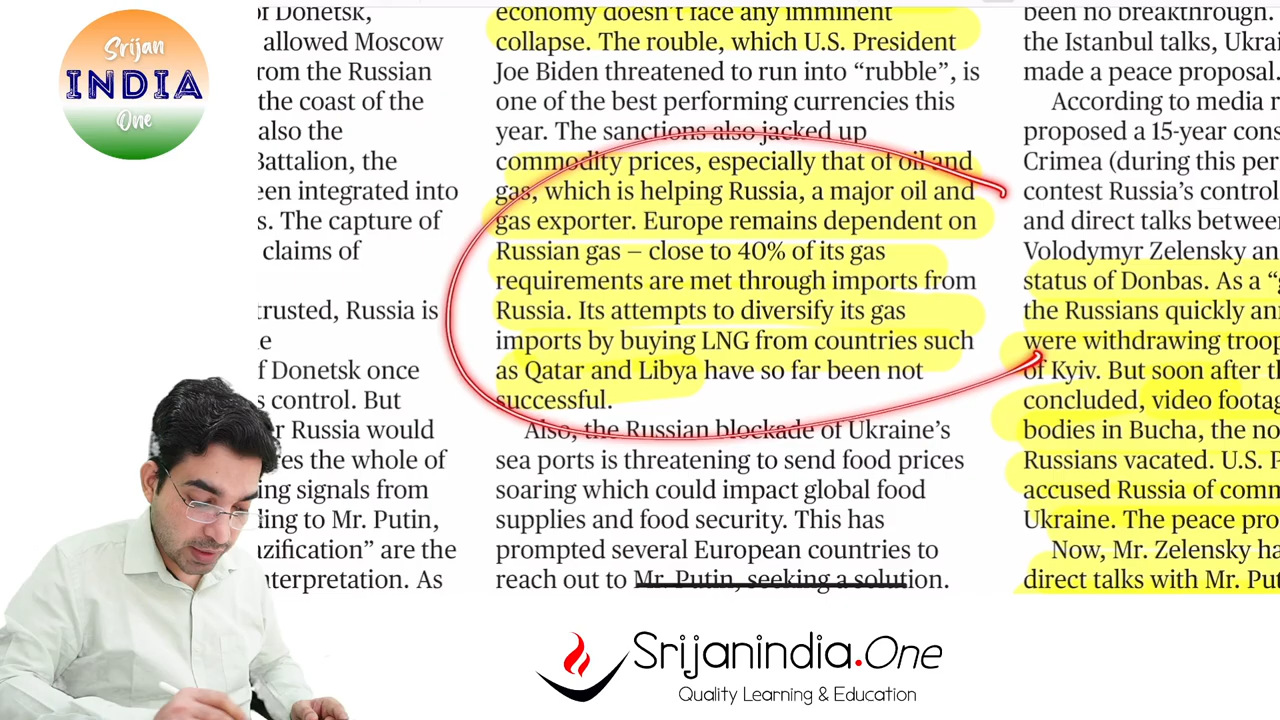 Srijan
INDIA
One
of Donetsk,
allowed Moscow
rom the Russian
the coast of the
also the
Battalion, the
een integrated into
s. The capture of
claims of
trusted, Russia is
e
f Donetsk once
s control. But
er Russia would
es the whole of
ing signals from
ding to Mr. Putin,
azification” are the
nterpretation. As
economy doesn’t face any imminent
collapse. The rouble, which U.S. President
Joe Biden threatened to run into “rubble”, is
one of the best performing currencies this
year. The sanctions also jacked up
commodity prices, especially that of oil and
gas, which is helping Russia, a major oil and
gas exporter. Europe remains dependent on
Russian gas – close to 40% of its gas
requirements are met through imports from
Russia. Its attempts to diversify its gas
imports by buying LNG from countries such
as Qatar and Libya have so far been not
successful.
Also, the Russian blockade of Ukraine’s
sea ports is threatening to send food prices
soaring which could impact global food
supplies and food security. This has
prompted several European countries to
reach out to Mr. Putin, seeking a solution.
been no breakthrough.
the Istanbul talks, Ukrai
made a peace proposal.
According to media r
proposed a 15-year cons
Crimea (during this per
contest Russia’s control
and direct talks between
Volodymyr Zelensky an
status of Donbas. As a “g
the Russians quickly ann
were withdrawing troop
of Kyiv. But soon after th
concluded, video footag
bodies in Bucha, the no
Russians vacated. U.S. P
accused Russia of comm
Ukraine. The peace pro
Now, Mr. Zelensky ha
direct talks with Mr. Put
Srijanindia.One
Quality Learning & Education